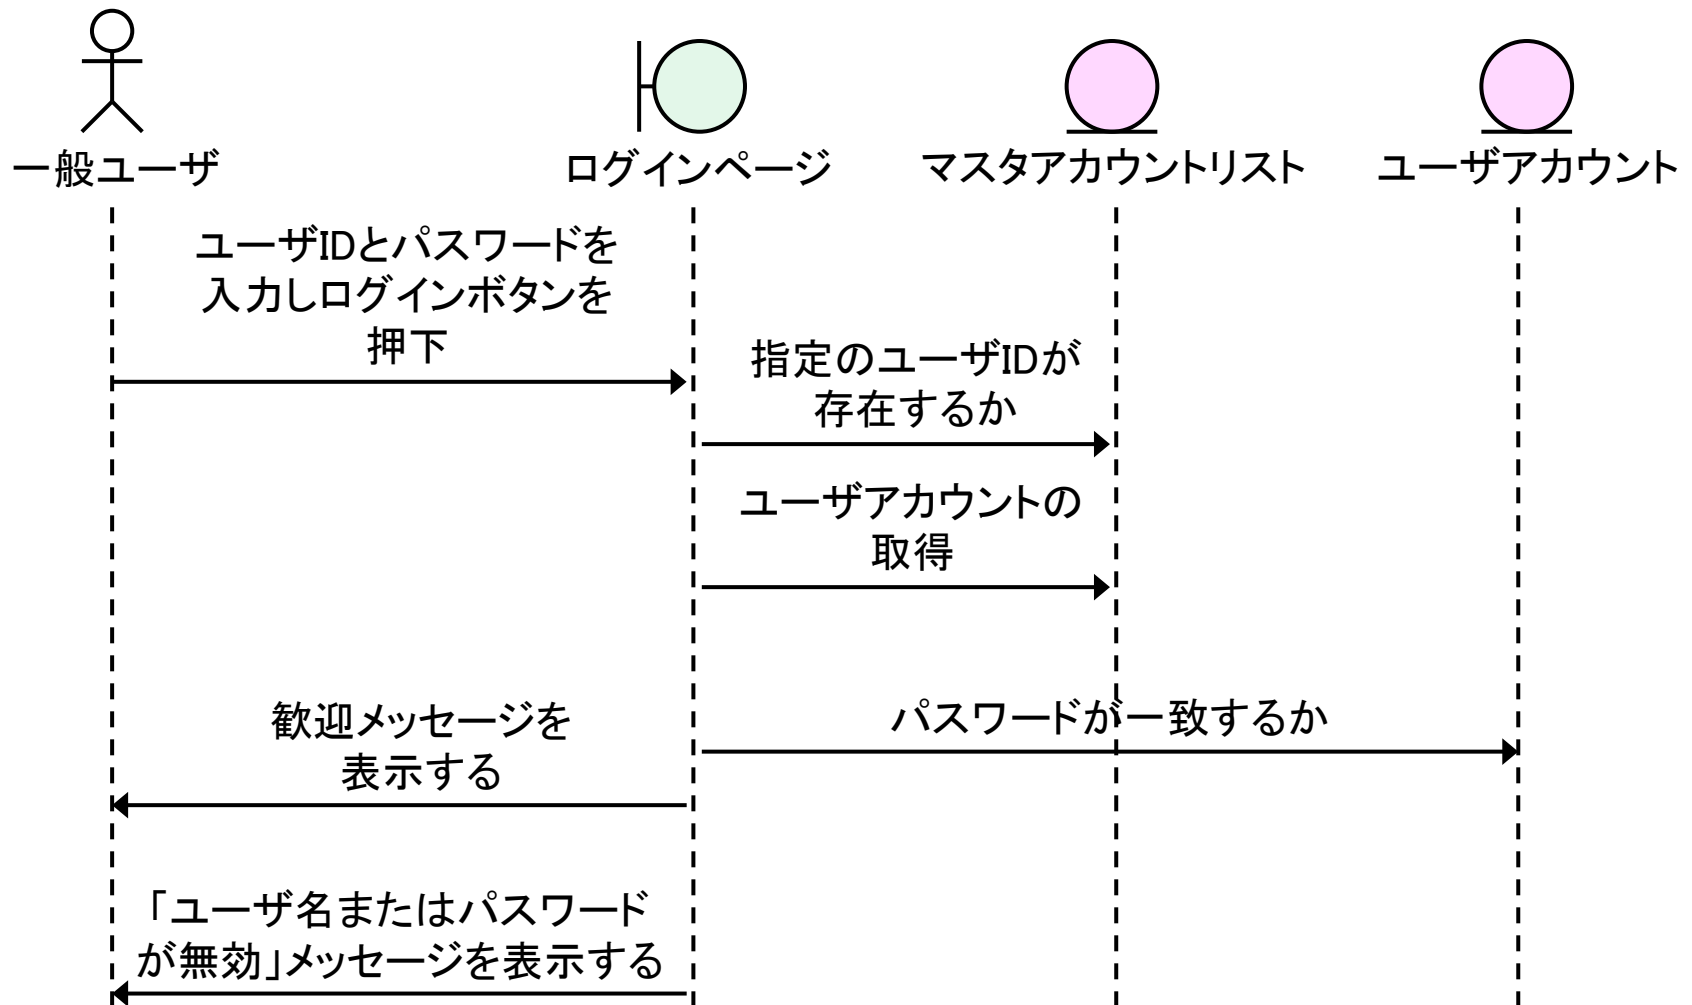 一般ユーザ
ログインページ
マスタアカウントリスト
ユーザアカウント
ユーザIDとパスワードを
入力しログインボタンを
押下
指定のユーザIDが
存在するか
ユーザアカウントの
取得
パスワードが一致するか
歓迎メッセージを
表示する
「ユーザ名またはパスワード
が無効」メッセージを表示する